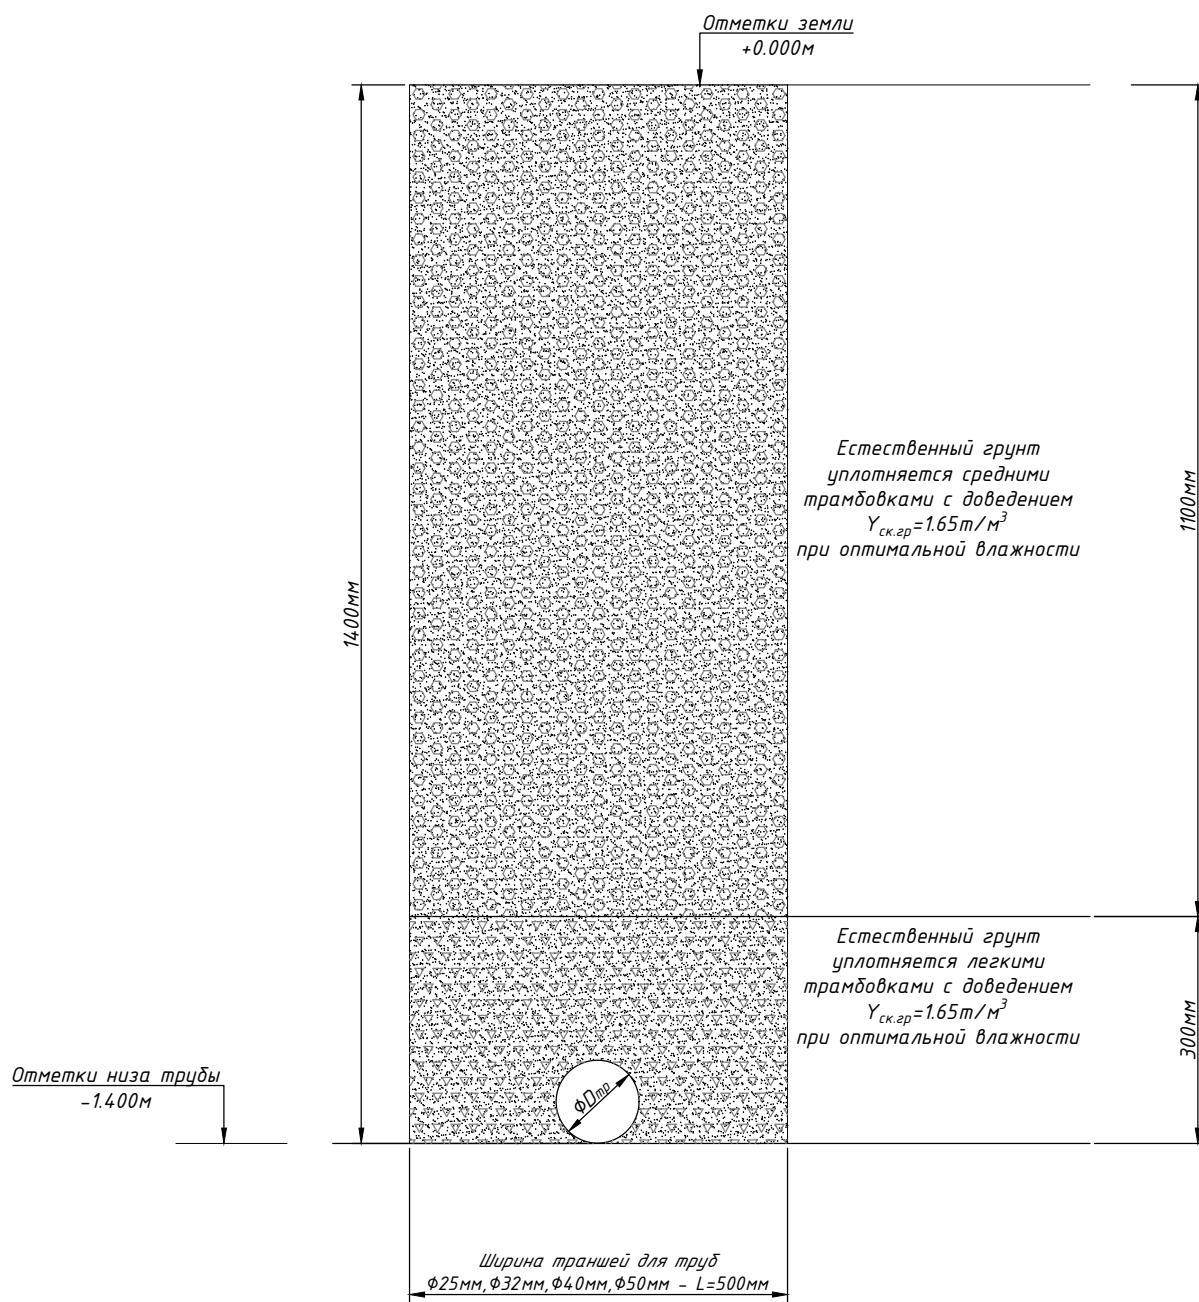 Отметки земли
+0.000м
1400мм
Естественный грунт
уплотняется средними
трамбовками с доведением
Yск.гр=1.65т/м³
при оптимальной влажности
1100мм
Естественный грунт
уплотняется легкими
трамбовками с доведением
Yск.гр=1.65т/м³
при оптимальной влажности
300мм
Отметки низа трубы
-1.400м
ϕDтр
Ширина траншей для труб
Φ25мм,Φ32мм,Φ40мм,Φ50мм - L=500мм